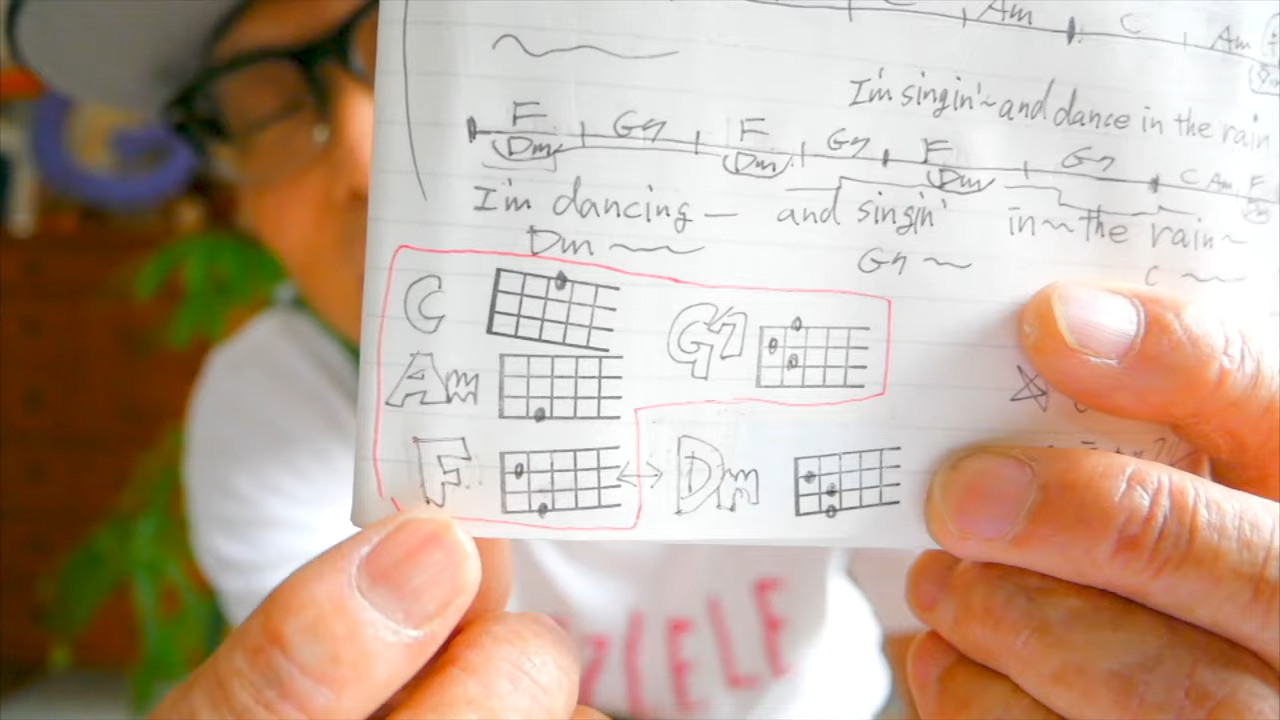 Am C Am
I'm singin'~ and dance in the rain
F G7 F G7 F G7 C Am F
Dm Dm Dm
I'm dancing — and singin' in~the rain~
Dm G7 ~ C ~
C G7
Am
F ↔ Dm